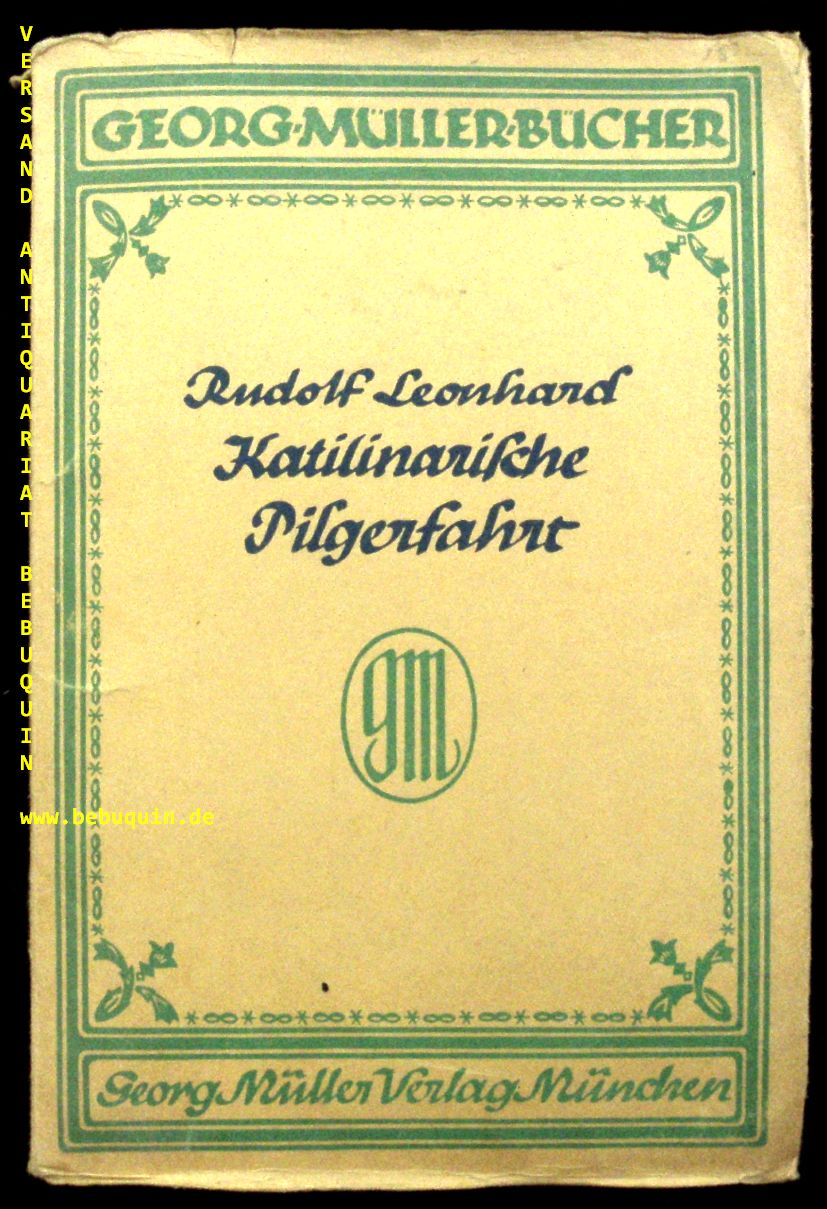 GEORG·MÜLLER·BÜCHER
Rudolf Leonhard
Katilinariſche
Pilgerfahrt
gm
Georg Müller Verlag München
VERSAND ANTIQUARIAT BEBUQUIN
www.bebuquin.de